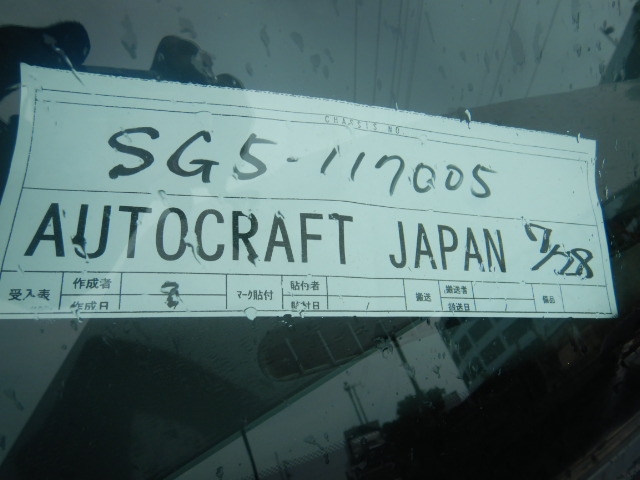 CHASSIS NO
SG5-117005
AUTOCRAFT JAPAN 7/28
受入表 作成者 マーク貼付 貼付者 搬送 搬送者 備品
作成日 貼付日 / 搬送日 /